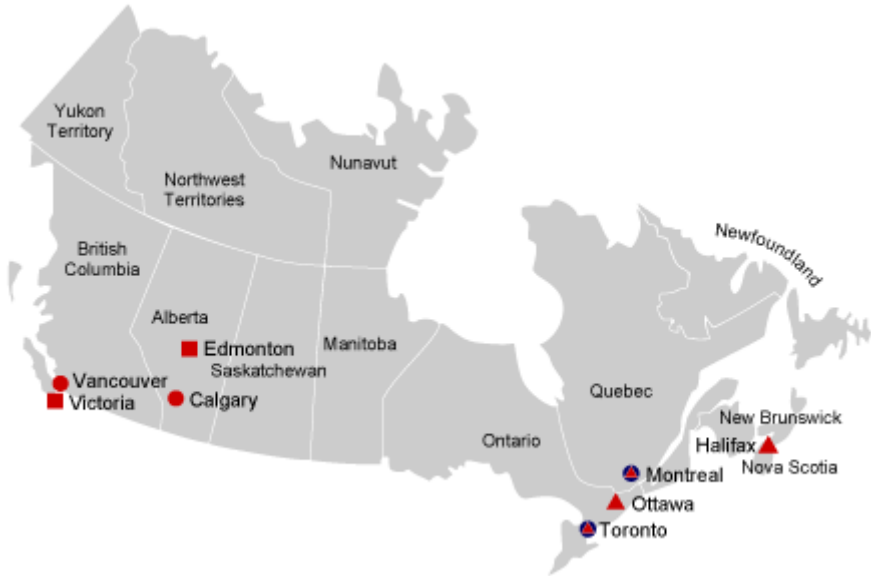 Yukon
Territory
Nunavut
Northwest
Territories
Newfoundland
British
Columbia
Alberta
Edmonton
Manitoba
Saskatchewan
Vancouver
Victoria
Calgary
Quebec
New Brunswick
Ontario
Halifax
Nova Scotia
Montreal
Ottawa
Toronto